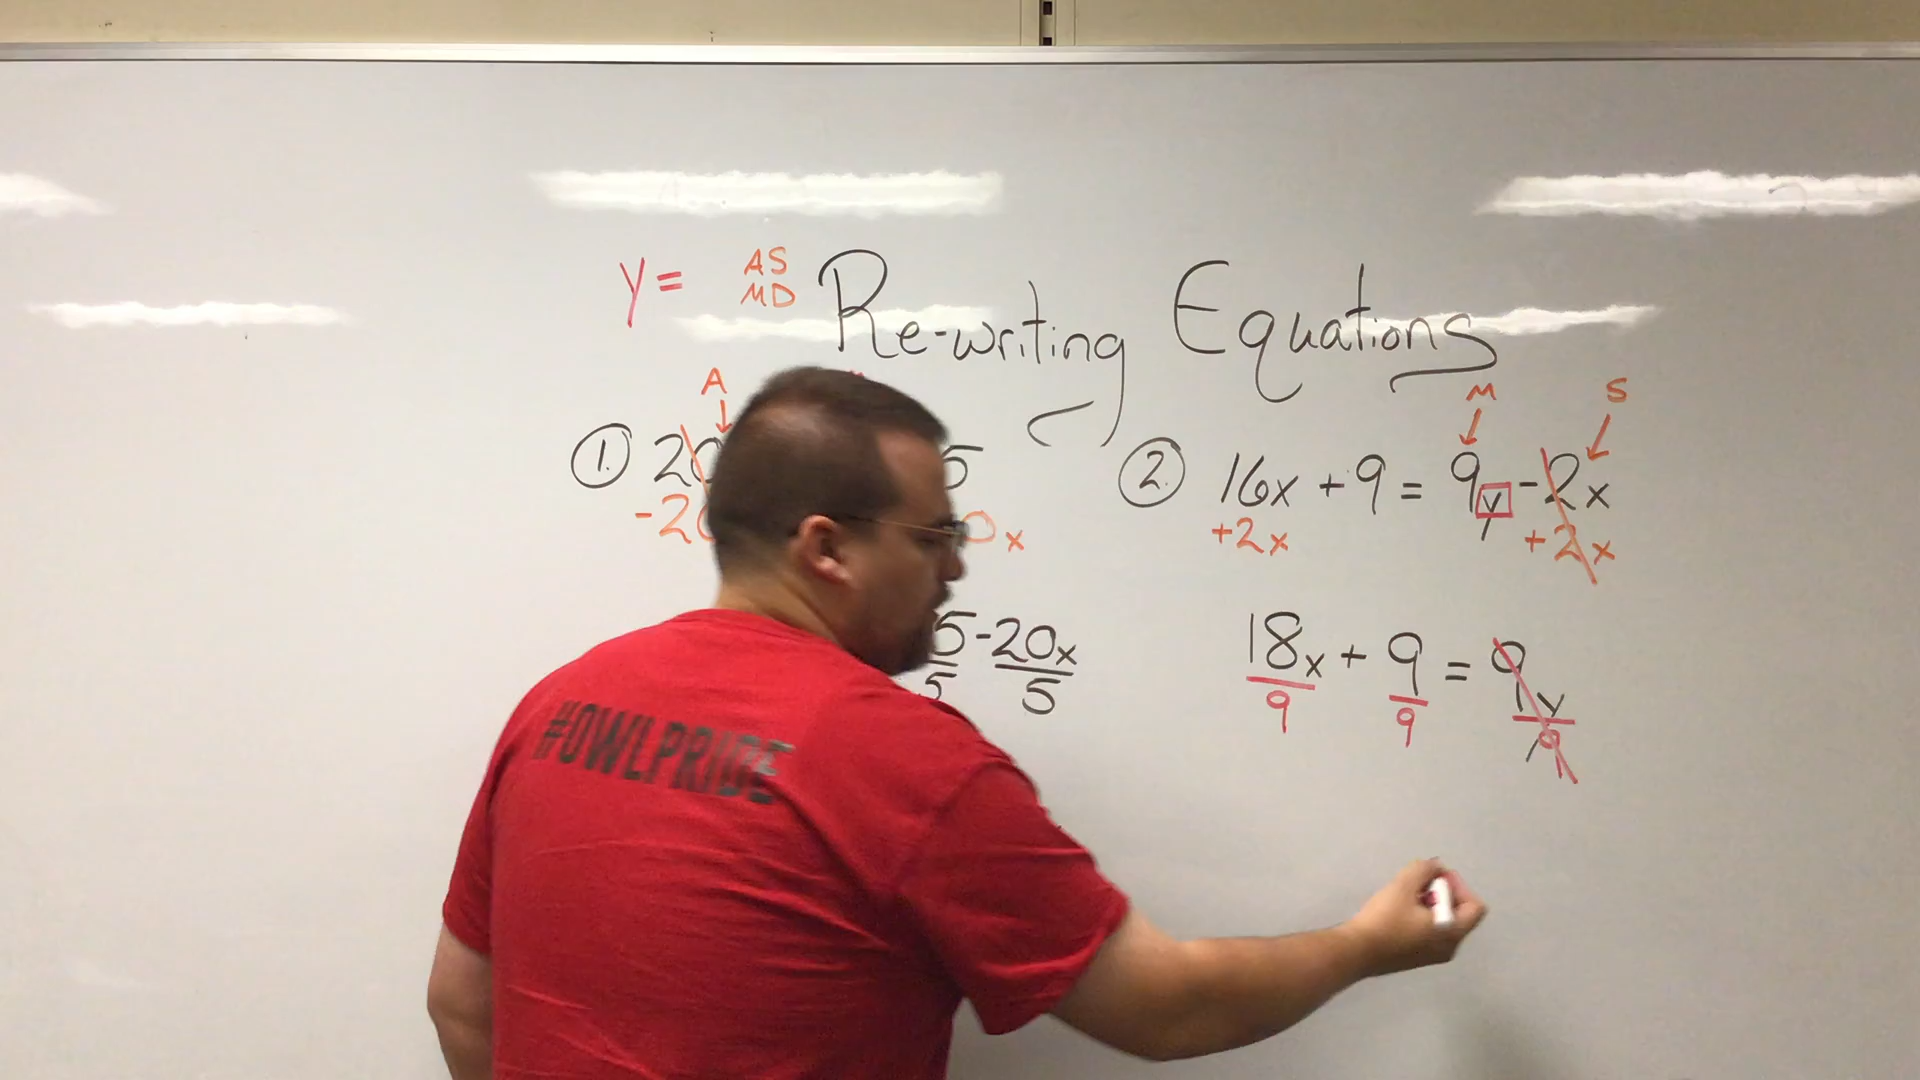 y = AS
MD
Re-writing Equations
A
M S
1. 20 5
2. 16x + 9 = 9y - 2x
-20 0x
+2x +2x
5 - 20x
5 5
18x + 9 = 9y
9 9 9
#OWLPRIDE